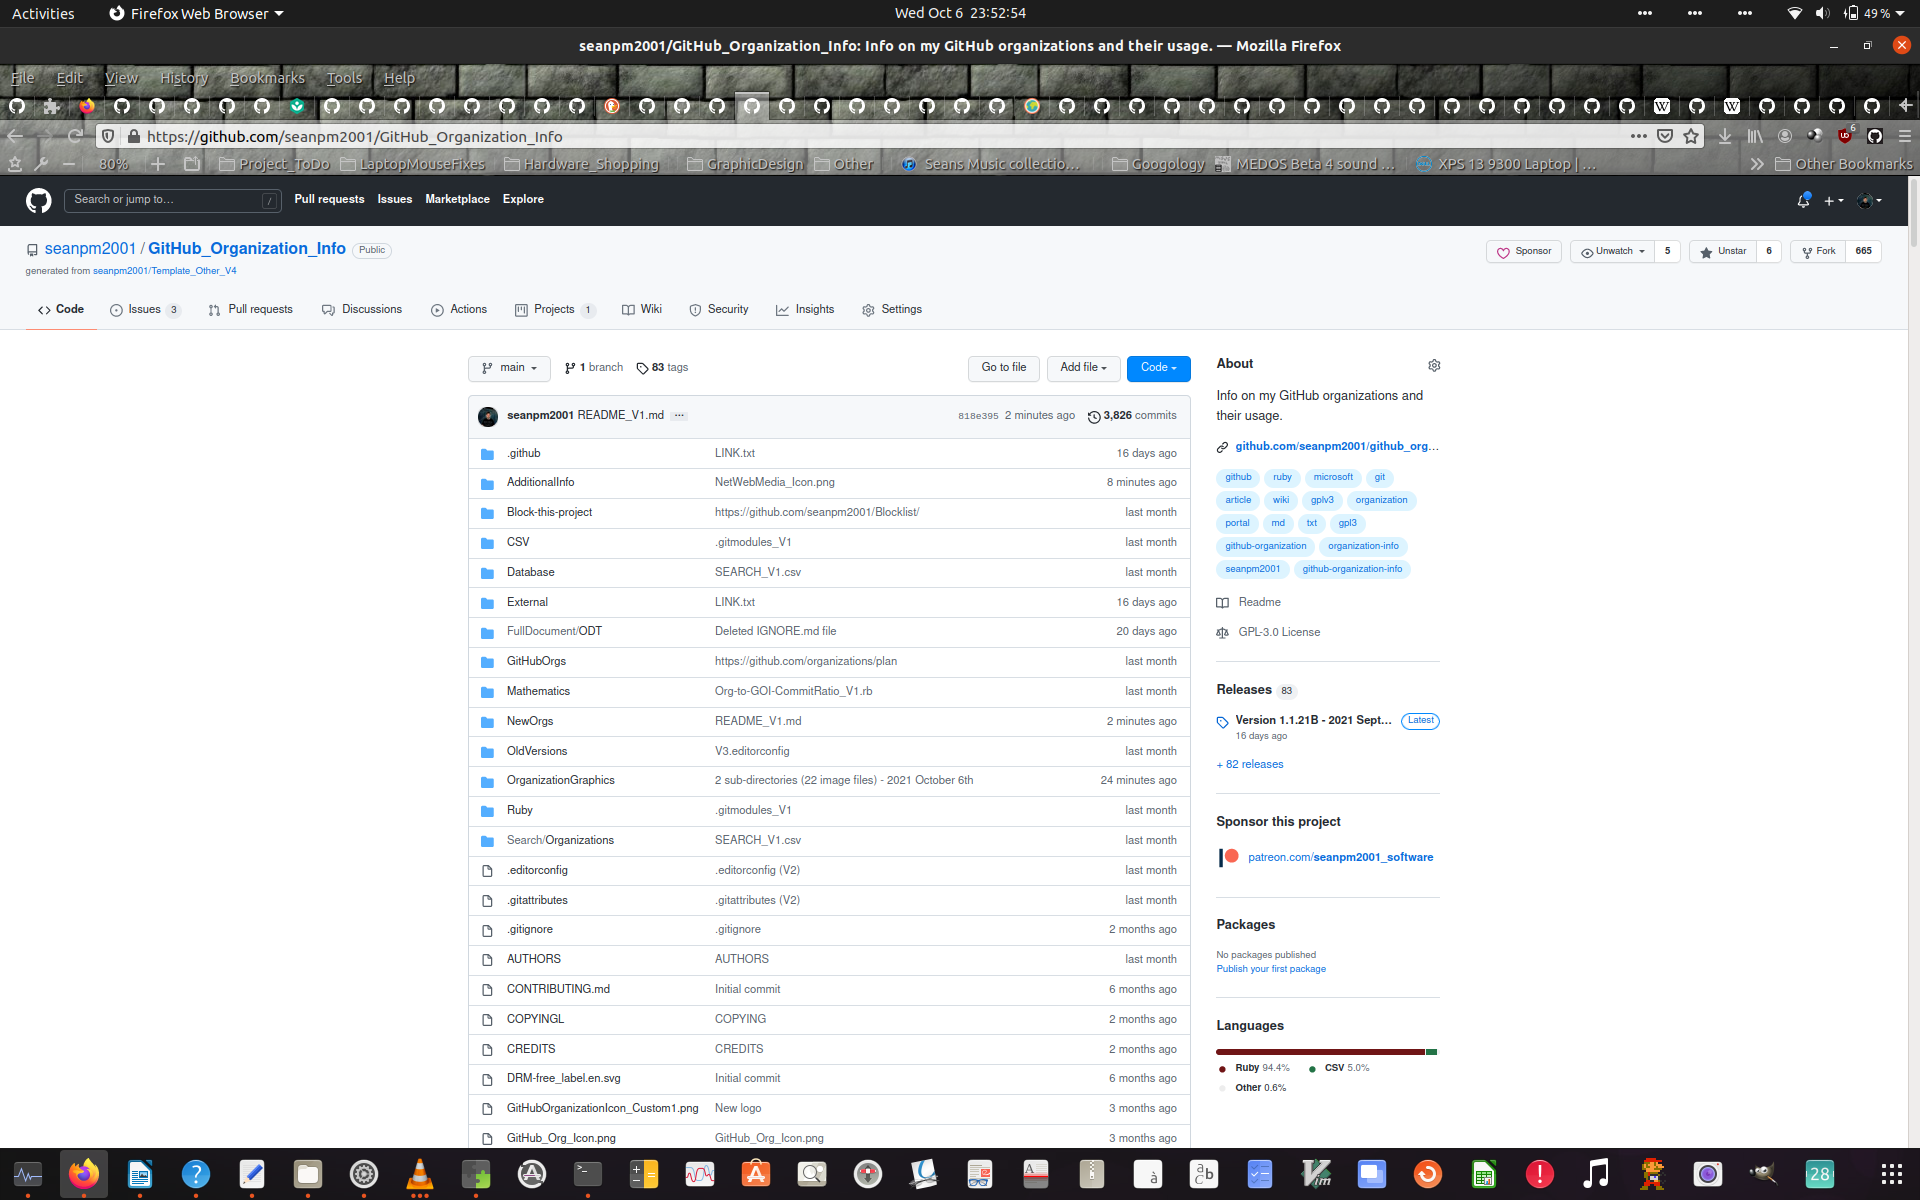 Activities Firefox Web Browser Wed Oct 6 23:52:54 49 %
seanpm2001/GitHub_Organization_Info: Info on my GitHub organizations and their usage. — Mozilla Firefox
File Edit View History Bookmarks Tools Help
https://github.com/seanpm2001/GitHub_Organization_Info 6
80% Project_ToDo LaptopMouseFixes Hardware_Shopping GraphicDesign Other Seans Music collectio… Googology MEDOS Beta 4 sound … XPS 13 9300 Laptop | … Other Bookmarks
Search or jump to… / Pull requests Issues Marketplace Explore
seanpm2001 / GitHub_Organization_Info Public Sponsor Unwatch 5 Unstar 6 Fork 665
generated from seanpm2001/Template_Other_V4
Code Issues 3 Pull requests Discussions Actions Projects 1 Wiki Security Insights Settings
main 1 branch 83 tags Go to file Add file Code
seanpm2001 README_V1.md ... 818e395 2 minutes ago 3,826 commits
.github LINK.txt 16 days ago
AdditionalInfo NetWebMedia_Icon.png 8 minutes ago
Block-this-project https://github.com/seanpm2001/Blocklist/ last month
CSV .gitmodules_V1 last month
Database SEARCH_V1.csv last month
External LINK.txt 16 days ago
FullDocument/ODT Deleted IGNORE.md file 20 days ago
GitHubOrgs https://github.com/organizations/plan last month
Mathematics Org-to-GOI-CommitRatio_V1.rb last month
NewOrgs README_V1.md 2 minutes ago
OldVersions V3.editorconfig last month
OrganizationGraphics 2 sub-directories (22 image files) - 2021 October 6th 24 minutes ago
Ruby .gitmodules_V1 last month
Search/Organizations SEARCH_V1.csv last month
.editorconfig .editorconfig (V2) last month
.gitattributes .gitattributes (V2) last month
.gitignore .gitignore 2 months ago
AUTHORS AUTHORS last month
CONTRIBUTING.md Initial commit 6 months ago
COPYINGL COPYING 2 months ago
CREDITS CREDITS 2 months ago
DRM-free_label.en.svg Initial commit 6 months ago
GitHubOrganizationIcon_Custom1.png New logo 3 months ago
GitHub_Org_Icon.png GitHub_Org_Icon.png 3 months ago
About
Info on my GitHub organizations and
their usage.
github.com/seanpm2001/github_org…
github ruby microsoft git
article wiki gplv3 organization
portal md txt gpl3
github-organization organization-info
seanpm2001 github-organization-info
Readme
GPL-3.0 License
Releases 83
Version 1.1.21B - 2021 Sept… Latest
16 days ago
+ 82 releases
Sponsor this project
patreon.com/seanpm2001_software
Packages
No packages published
Publish your first package
Languages
Ruby 94.4% CSV 5.0%
Other 0.6%
28